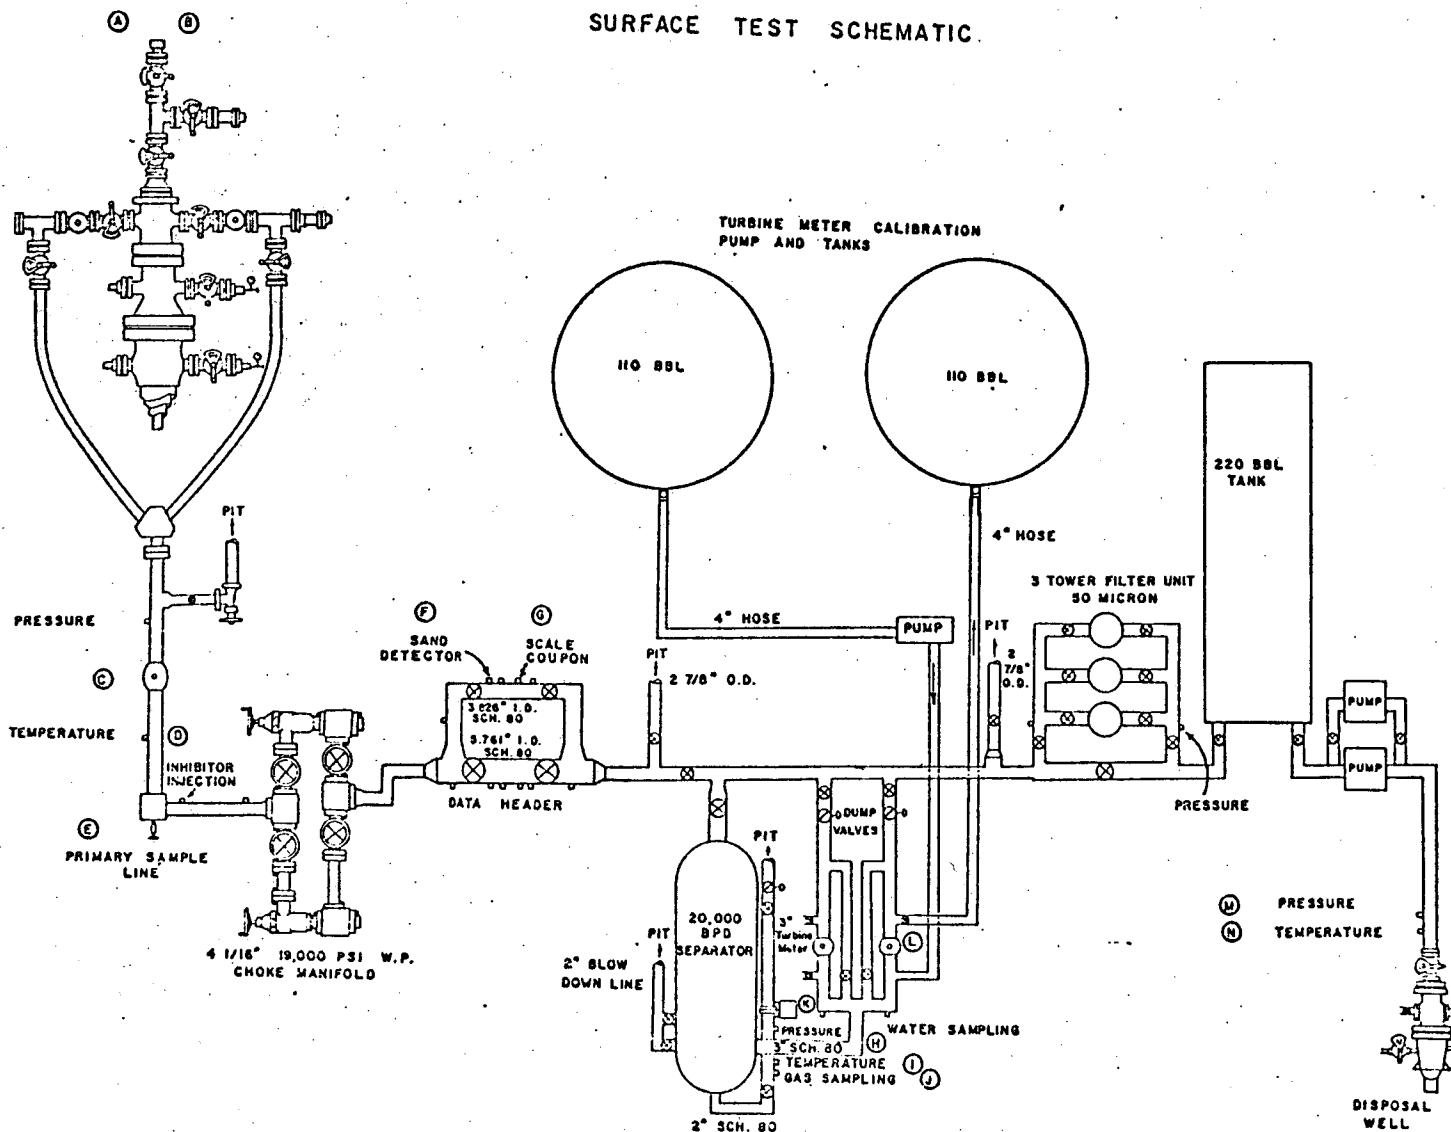 SURFACE TEST SCHEMATIC
A
B
TURBINE METER CALIBRATION
PUMP AND TANKS
110 BBL
110 BBL
220 BBL
TANK
PIT
4" HOSE
3 TOWER FILTER UNIT
50 MICRON
PRESSURE
F
G
SAND
DETECTOR
SCALE
COUPON
4" HOSE
PUMP
PIT
PIT
2 7/8" O.D.
2
7/8"
O.D.
C
TEMPERATURE
D
INHIBITOR
INJECTION
3.826" I.D.
SCH. 80
5.761" I.D.
SCH. 80
DATA HEADER
PUMP
PUMP
PRESSURE
E
PRIMARY SAMPLE
LINE
DUMP
VALVES
PIT
4 1/16" 19,000 PSI W.P.
CHOKE MANIFOLD
20,000
BPD
SEPARATOR
PIT
2" BLOW
DOWN LINE
3"
Turbine
Meter
L
M PRESSURE
N TEMPERATURE
K
PRESSURE
3" SCH. 80
H
WATER SAMPLING
TEMPERATURE
I
GAS SAMPLING
J
2" SCH. 80
DISPOSAL
WELL